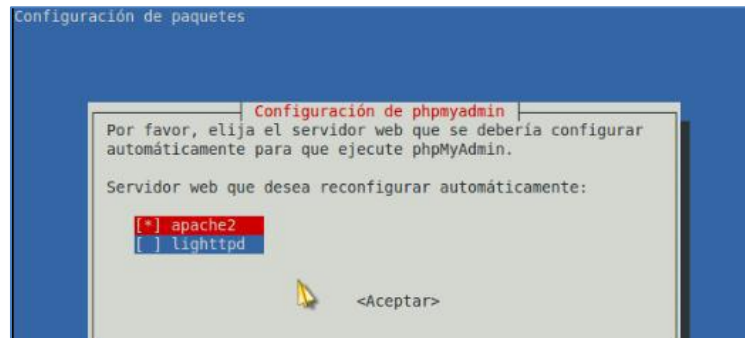 Configuración de paquetes
Configuración de phpmyadmin
Por favor, elija el servidor web que se debería configurar
automáticamente para que ejecute phpMyAdmin.
Servidor web que desea reconfigurar automáticamente:
[*] apache2
[ ] lighttpd
<Aceptar>